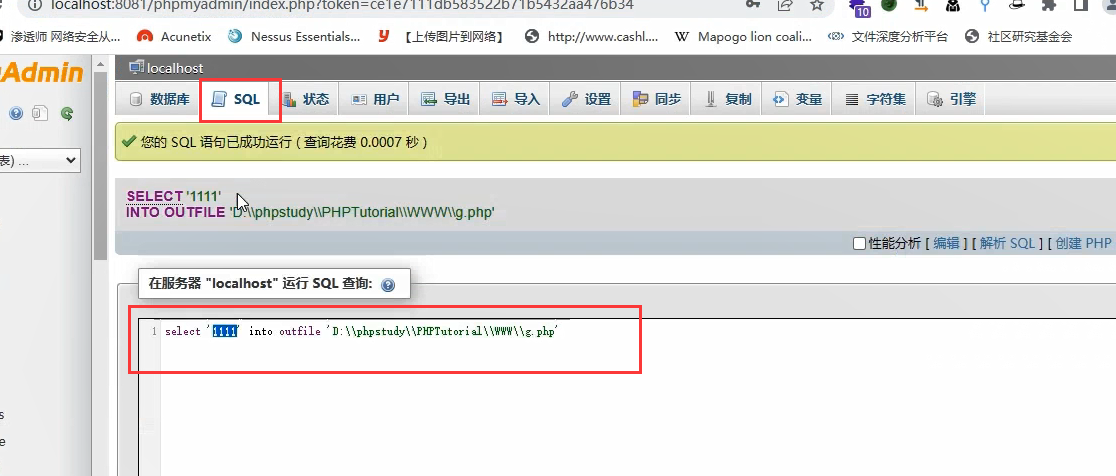 localhost:8081/phpmyadmin/index.php?token=ce1e7111db583522b71b5432aa476b34
10
渗透师 网络安全从... Acunetix Nessus Essentials... 【上传图片到网络】 http://www.cashl.... Mapogo lion coali... 文件深度分析平台 社区研究基金会
Admin
localhost
数据库 SQL 状态 用户 导出 导入 设置 同步 复制 变量 字符集 引擎
您的 SQL 语句已成功运行 ( 查询花费 0.0007 秒 )
表) ...
SELECT '1111'
INTO OUTFILE 'D:\\phpstudy\\PHPTutorial\\WWW\\g.php'
性能分析 [ 编辑 ] [ 解析 SQL ] [ 创建 PHP
在服务器 "localhost" 运行 SQL 查询:
1 select '1111' into outfile 'D:\\phpstudy\\PHPTutorial\\WWW\\g.php'
s
e